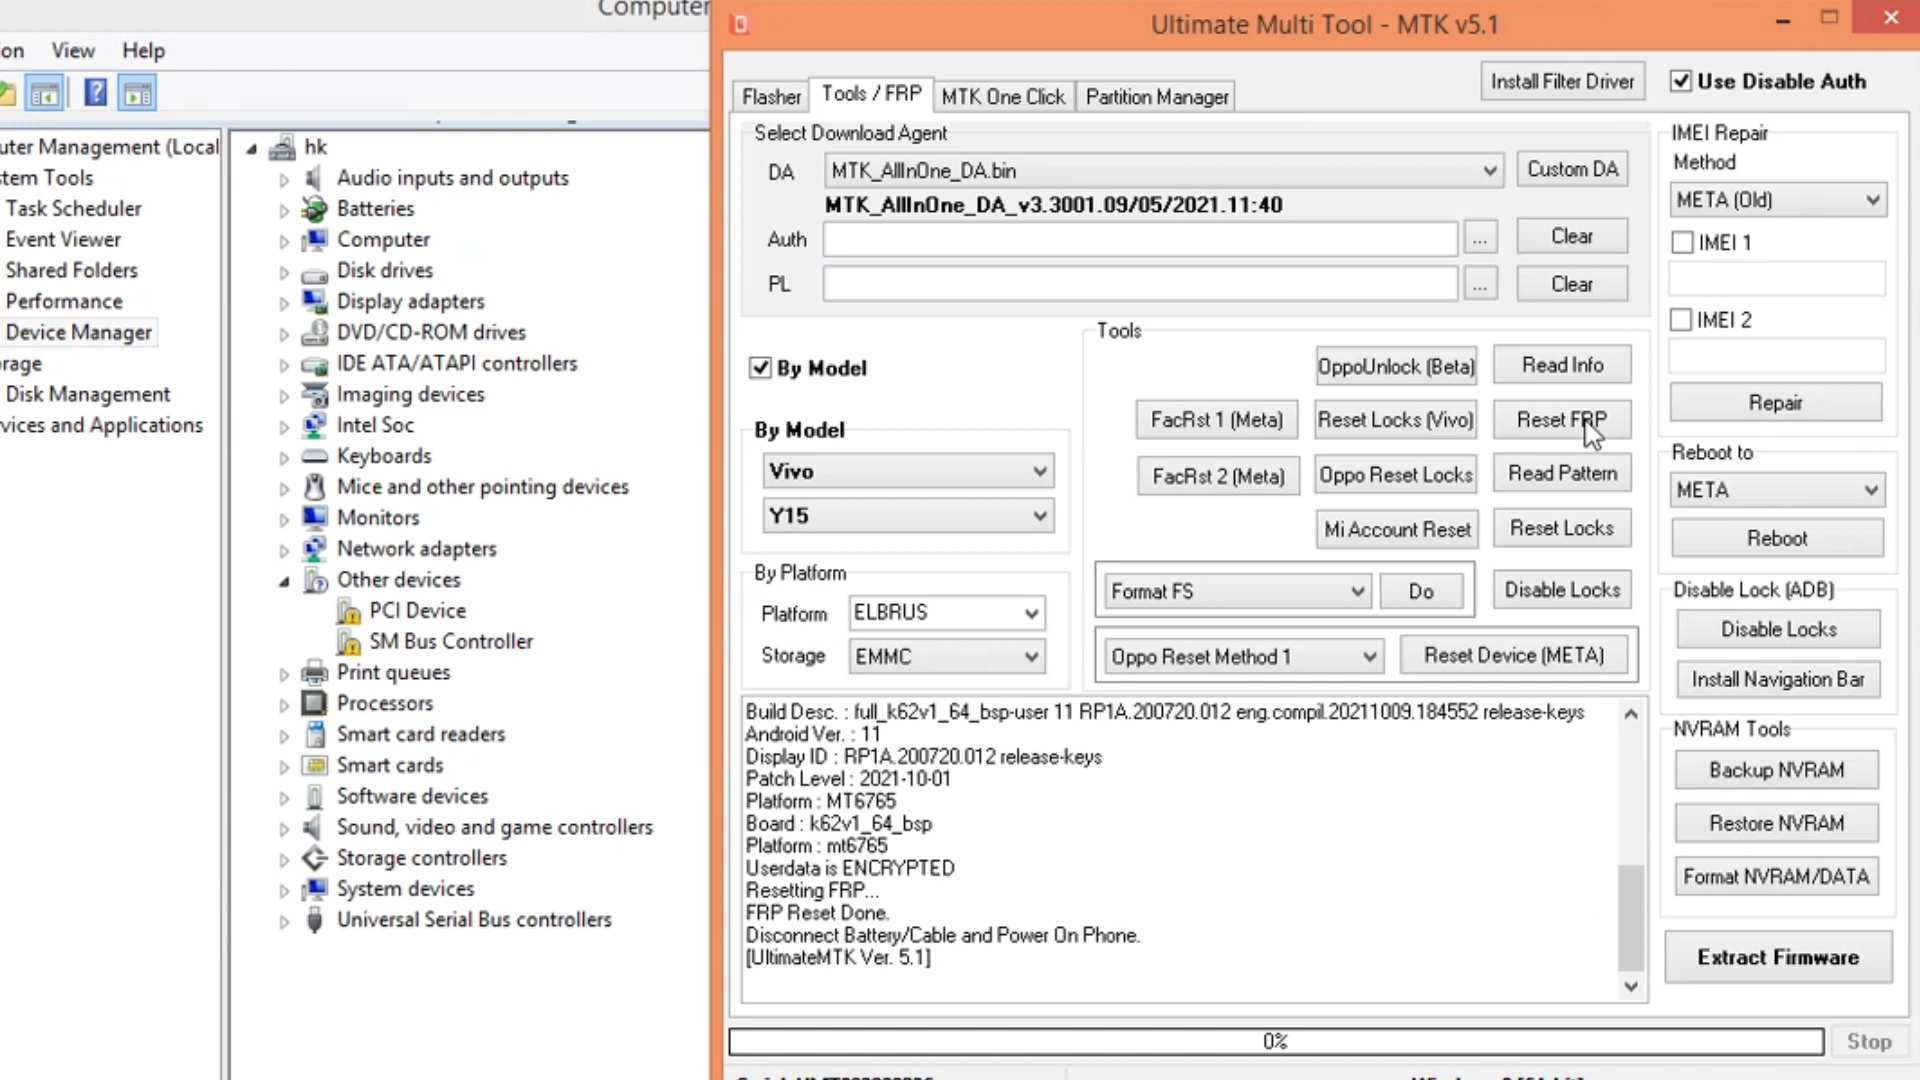 Computer
on View Help
uter Management (Local
stem Tools
Task Scheduler
Event Viewer
Shared Folders
Performance
Device Manager
rage
Disk Management
vices and Applications
hk
Audio inputs and outputs
Batteries
Computer
Disk drives
Display adapters
DVD/CD-ROM drives
IDE ATA/ATAPI controllers
Imaging devices
Intel Soc
Keyboards
Mice and other pointing devices
Monitors
Network adapters
Other devices
PCI Device
SM Bus Controller
Print queues
Processors
Smart card readers
Smart cards
Software devices
Sound, video and game controllers
Storage controllers
System devices
Universal Serial Bus controllers
Ultimate Multi Tool - MTK v5.1
Flasher Tools / FRP MTK One Click Partition Manager
Install Filter Driver Use Disable Auth
Select Download Agent
DA MTK_AllInOne_DA.bin Custom DA
MTK_AllInOne_DA_v3.3001.09/05/2021.11:40
Auth ... Clear
PL ... Clear
By Model
By Model
Vivo
Y15
By Platform
Platform ELBRUS
Storage EMMC
Tools
OppoUnlock (Beta) Read Info
FacRst 1 (Meta) Reset Locks (Vivo) Reset FRP
FacRst 2 (Meta) Oppo Reset Locks Read Pattern
Mi Account Reset Reset Locks
Format FS Do Disable Locks
Oppo Reset Method 1 Reset Device (META)
Build Desc. : full_k62v1_64_bsp-user 11 RP1A.200720.012 eng.compil.20211009.184552 release-keys
Android Ver. : 11
Display ID : RP1A.200720.012 release-keys
Patch Level : 2021-10-01
Platform : MT6765
Board : k62v1_64_bsp
Platform : mt6765
Userdata is ENCRYPTED
Resetting FRP...
FRP Reset Done.
Disconnect Battery/Cable and Power On Phone.
[UltimateMTK Ver. 5.1]
0% Stop
IMEI Repair
Method
META (Old)
IMEI 1
IMEI 2
Repair
Reboot to
META
Reboot
Disable Lock (ADB)
Disable Locks
Install Navigation Bar
NVRAM Tools
Backup NVRAM
Restore NVRAM
Format NVRAM/DATA
Extract Firmware